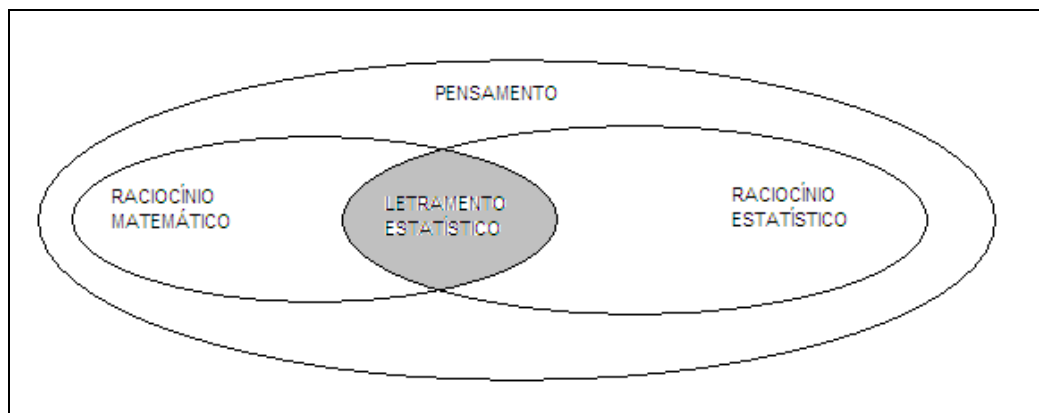 PENSAMENTO
RACIOCÍNIO
MATEMÁTICO
LETRAMENTO
ESTATÍSTICO
RACIOCÍNIO
ESTATÍSTICO